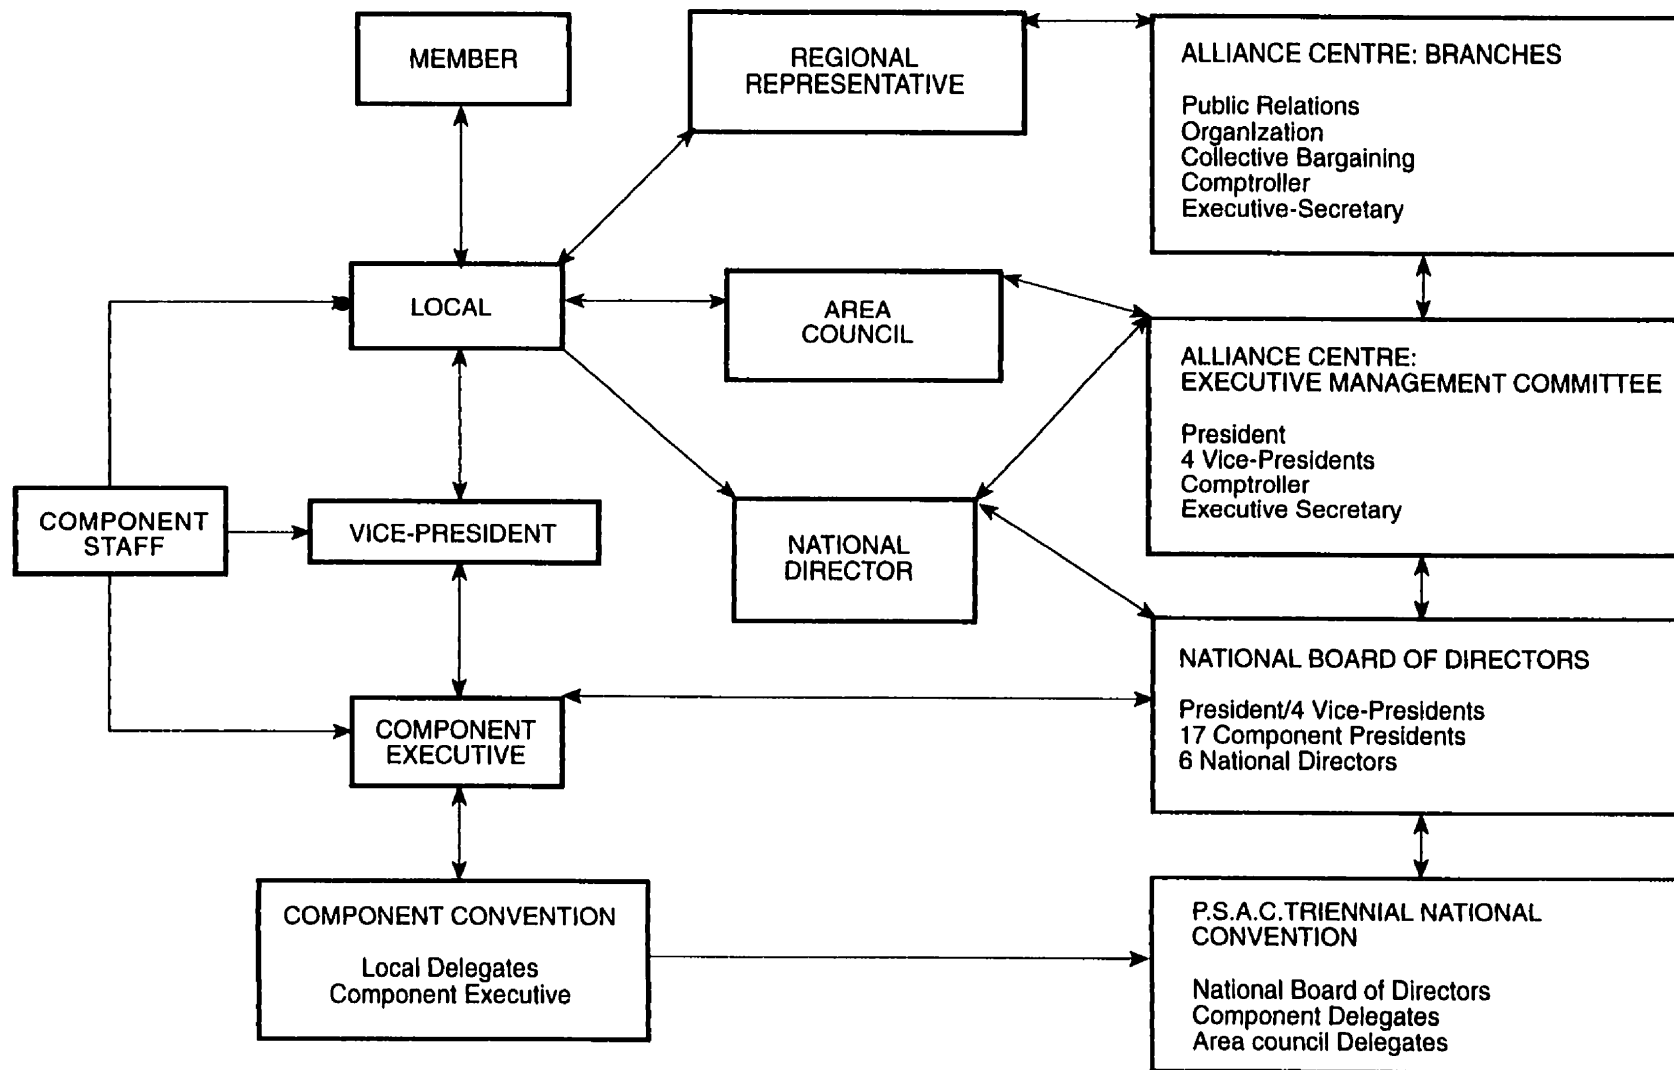 MEMBER
REGIONAL
REPRESENTATIVE
ALLIANCE CENTRE: BRANCHES
Public Relations
OrganIzation
Collective Bargaining
Comptroller
Executive-Secretary
LOCAL
AREA
COUNCIL
ALLIANCE CENTRE:
EXECUTIVE MANAGEMENT COMMITTEE
President
4 Vice-Presidents
Comptroller
Executive Secretary
COMPONENT
STAFF
VICE-PRESIDENT
NATIONAL
DIRECTOR
NATIONAL BOARD OF DIRECTORS
President/4 Vice-Presidents
17 Component Presidents
6 National Directors
COMPONENT
EXECUTIVE
COMPONENT CONVENTION
Local Delegates
Component Executive
P.S.A.C.TRIENNIAL NATIONAL
CONVENTION
National Board of Directors
Component Delegates
Area council Delegates